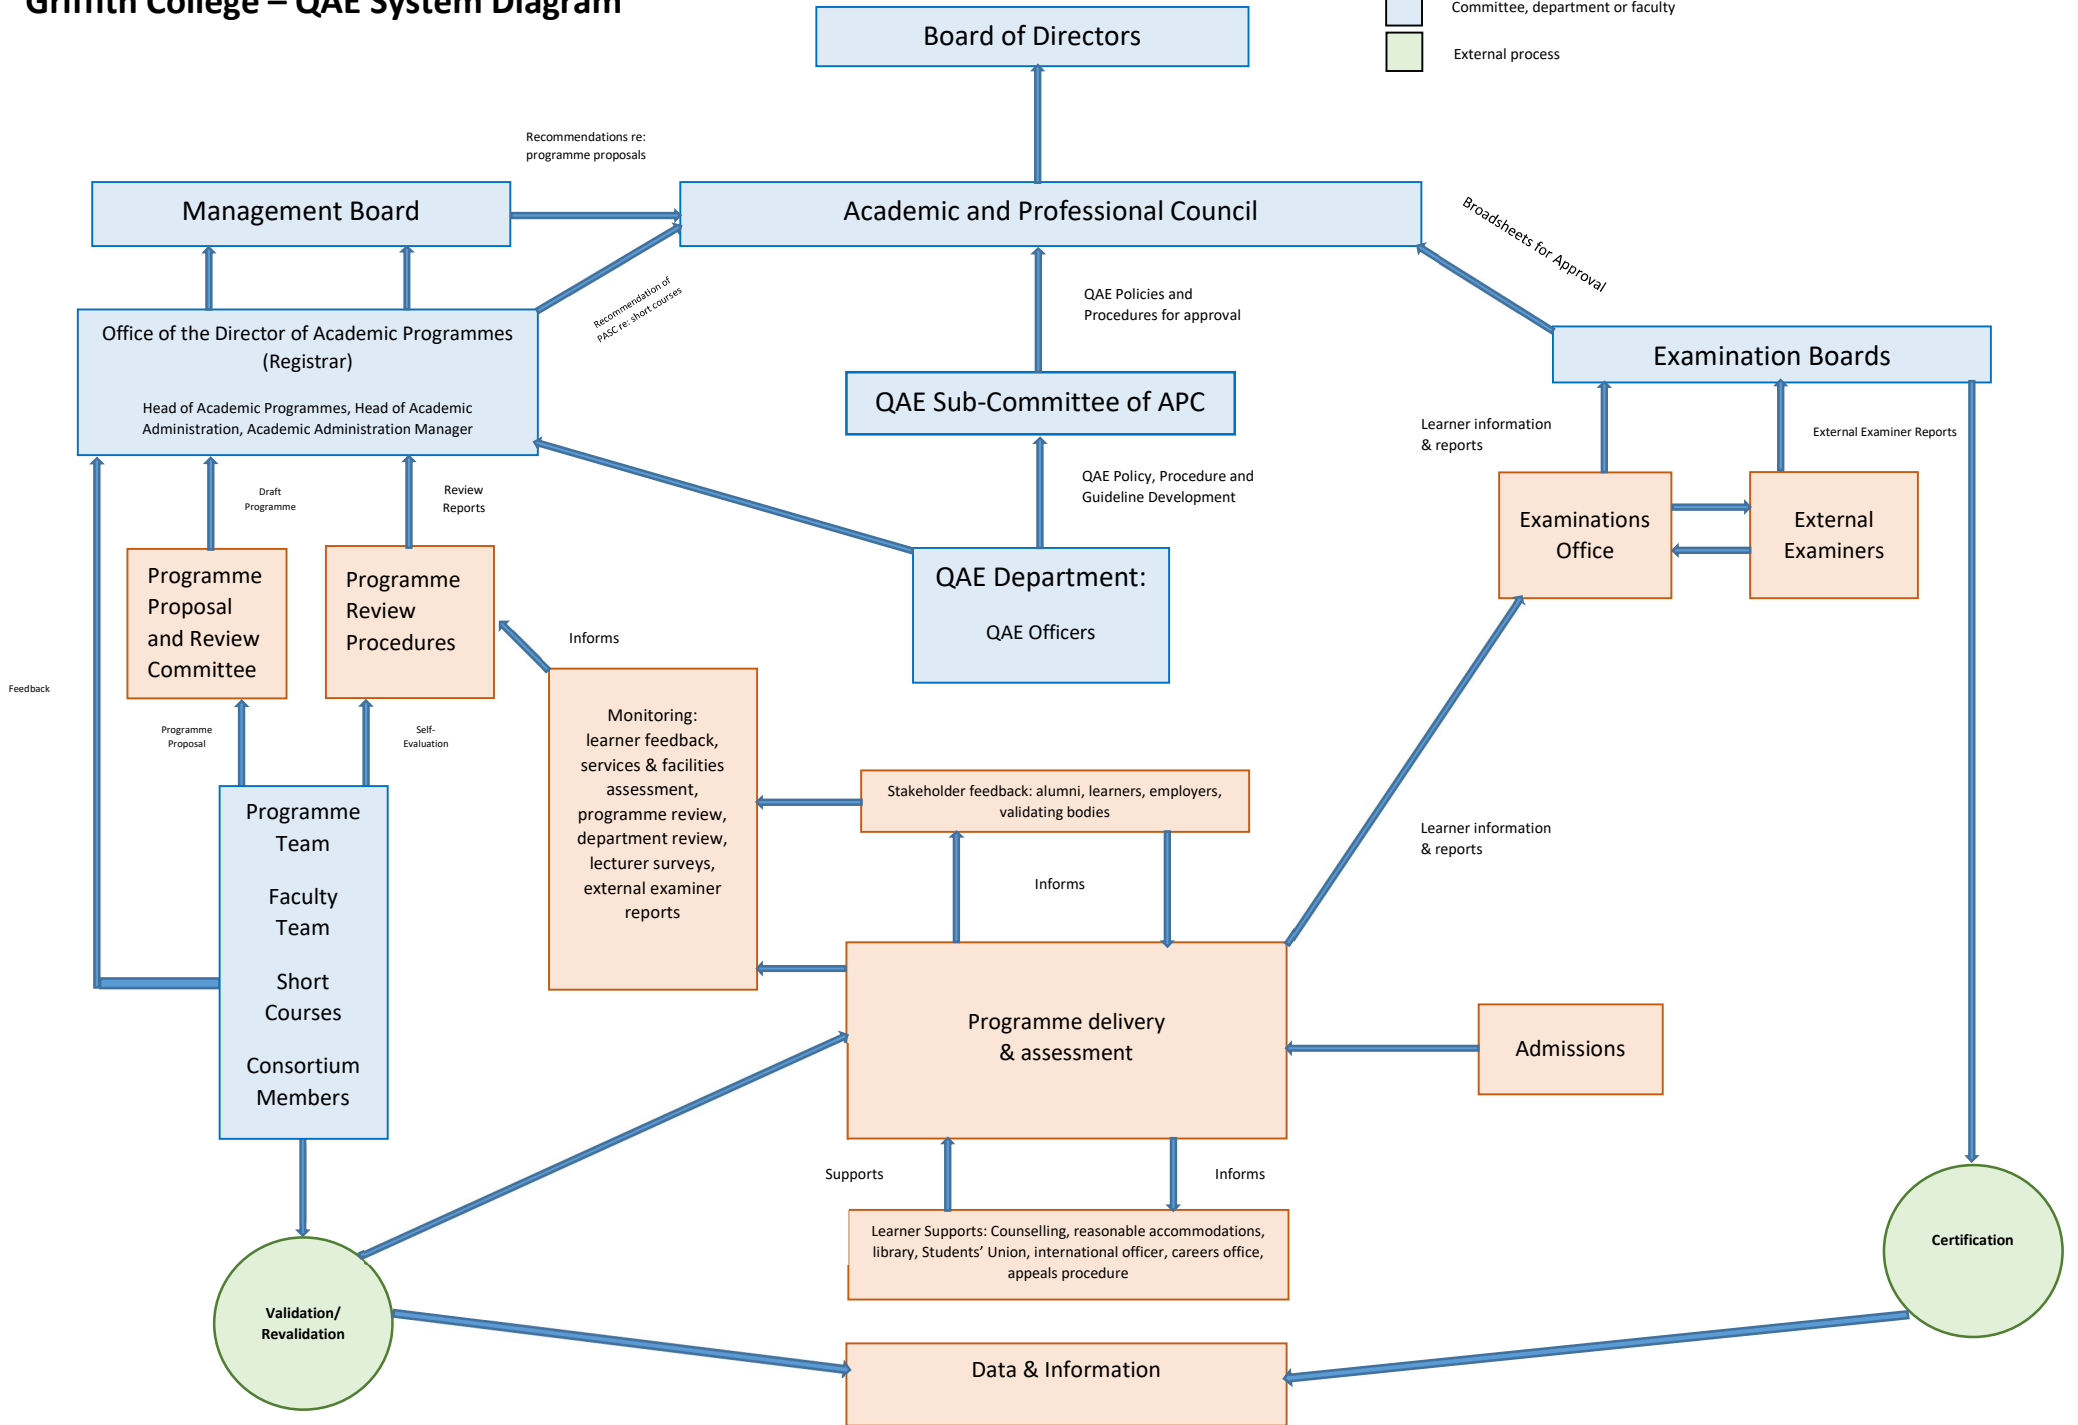 Griffith College – QAE System Diagram
Committee, department or faculty
External process
Board of Directors
Recommendations re:
programme proposals
Management Board
Academic and Professional Council
Broadsheets for Approval
Recommendation of
PASC re: short courses
QAE Policies and
Procedures for approval
Office of the Director of Academic Programmes
(Registrar)
Head of Academic Programmes, Head of Academic
Administration, Academic Administration Manager
QAE Sub-Committee of APC
Examination Boards
Learner information
& reports
External Examiner Reports
Draft
Programme
Review
Reports
QAE Policy, Procedure and
Guideline Development
Examinations
Office
External
Examiners
Programme
Proposal
and Review
Committee
Programme
Review
Procedures
QAE Department:
QAE Officers
Informs
Feedback
Programme
Proposal
Self-
Evaluation
Monitoring:
learner feedback,
services & facilities
assessment,
programme review,
department review,
lecturer surveys,
external examiner
reports
Stakeholder feedback: alumni, learners, employers,
validating bodies
Programme
Team
Faculty
Team
Short
Courses
Consortium
Members
Informs
Learner information
& reports
Programme delivery
& assessment
Admissions
Supports
Informs
Learner Supports: Counselling, reasonable accommodations,
library, Students’ Union, international officer, careers office,
appeals procedure
Certification
Validation/
Revalidation
Data & Information